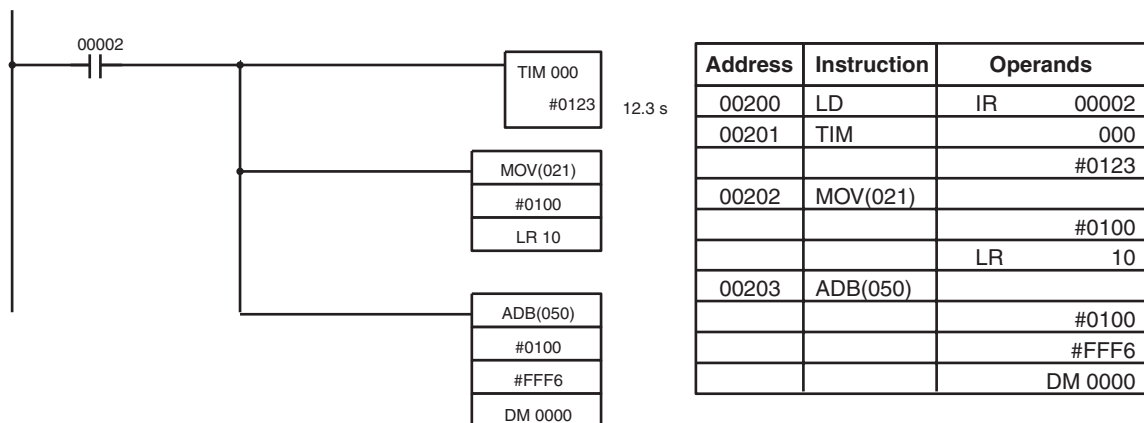 00002
TIM 000
#0123
12.3 s
MOV(021)
#0100
LR 10
ADB(050)
#0100
#FFF6
DM 0000
Address Instruction Operands
00200 LD IR 00002
00201 TIM 000
#0123
00202 MOV(021)
#0100
LR 10
00203 ADB(050)
#0100
#FFF6
DM 0000